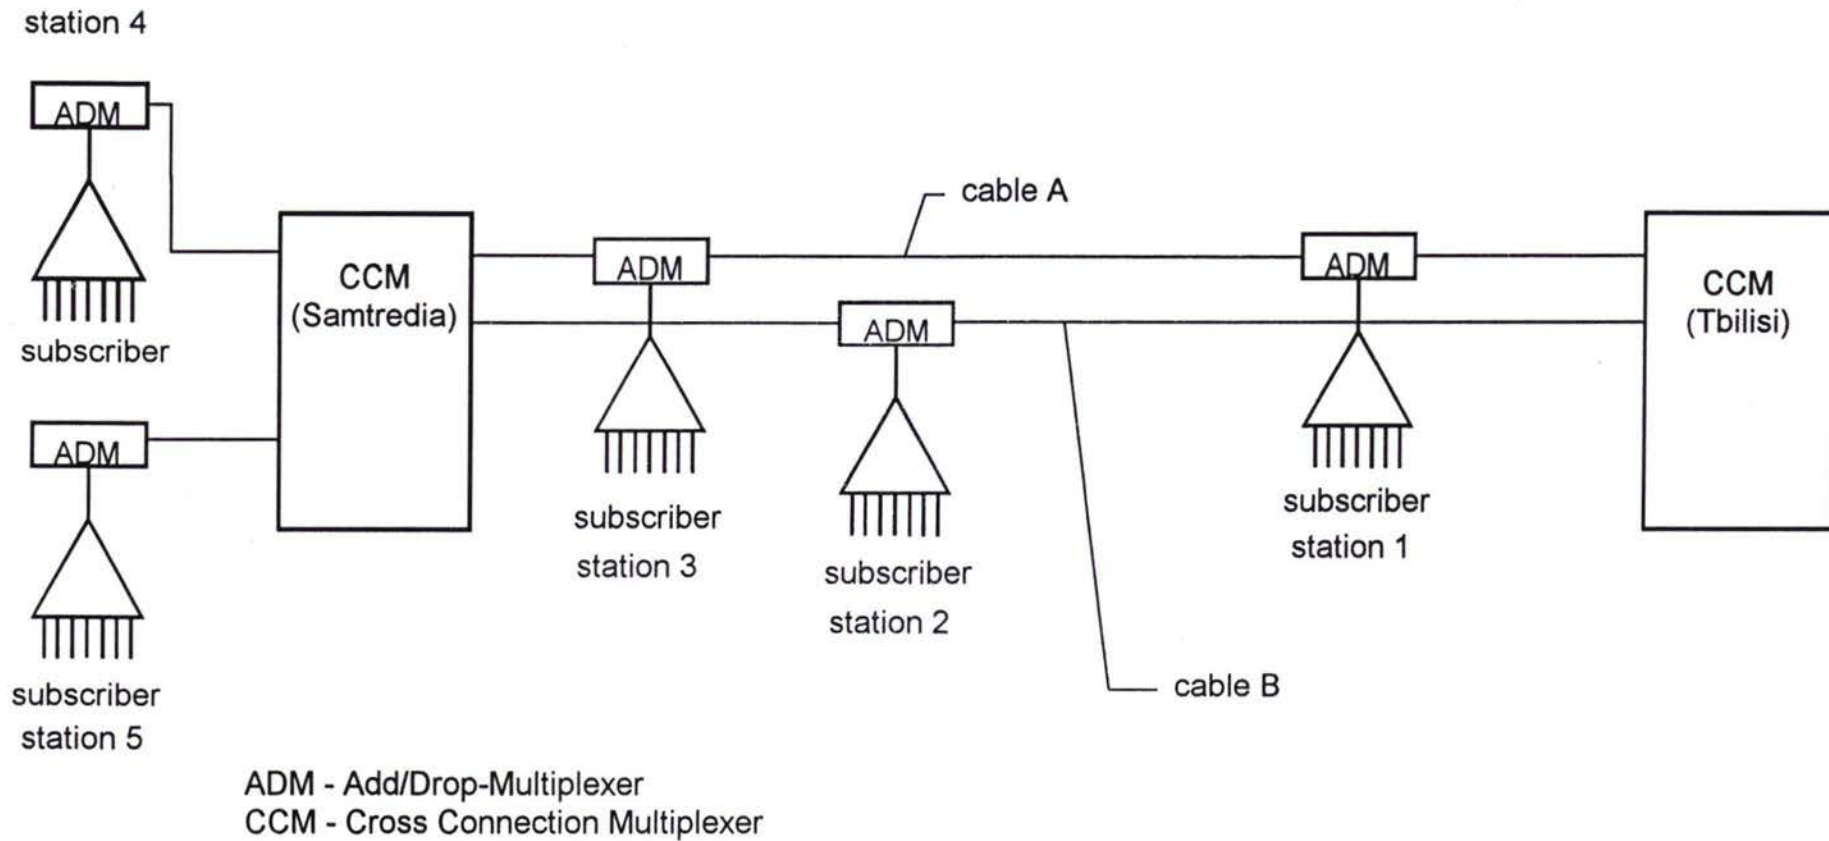 station 4
ADM
subscriber
CCM
(Samtredia)
ADM
cable A
ADM
CCM
(Tbilisi)
ADM
ADM
subscriber
station 5
subscriber
station 3
subscriber
station 2
subscriber
station 1
cable B
ADM - Add/Drop-Multiplexer
CCM - Cross Connection Multiplexer